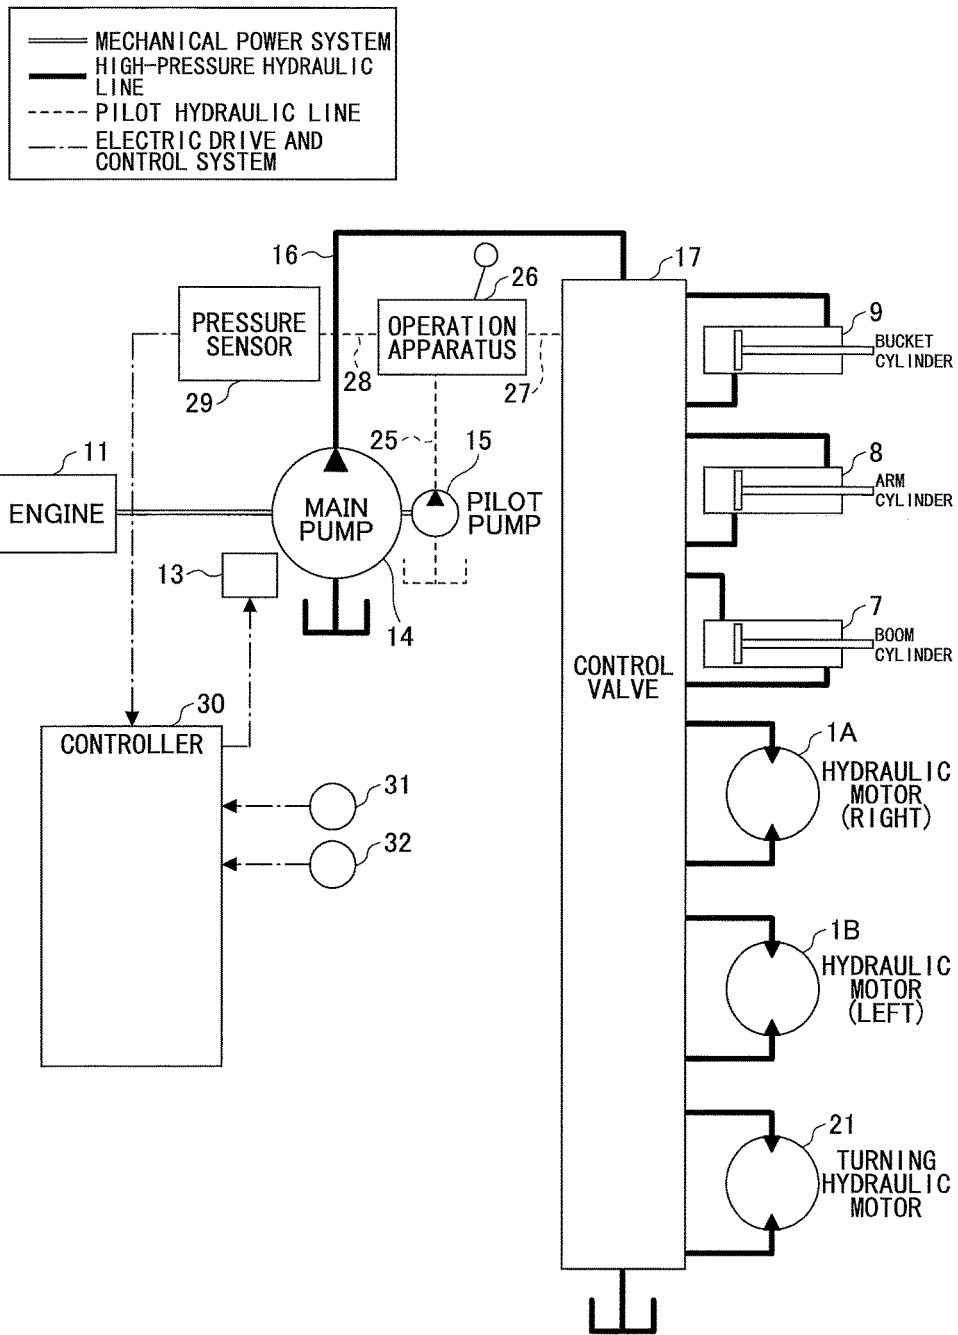 MECHANICAL POWER SYSTEM
HIGH-PRESSURE HYDRAULIC
LINE
PILOT HYDRAULIC LINE
ELECTRIC DRIVE AND
CONTROL SYSTEM
16
26
17
PRESSURE
SENSOR
OPERATION
APPARATUS
9
BUCKET
CYLINDER
29
28
27
25
15
11
ENGINE
MAIN
PUMP
PILOT
PUMP
8
ARM
CYLINDER
13
14
7
BOOM
CYLINDER
CONTROL
VALVE
30
CONTROLLER
31
32
1A
HYDRAULIC
MOTOR
(RIGHT)
1B
HYDRAULIC
MOTOR
(LEFT)
21
TURNING
HYDRAULIC
MOTOR